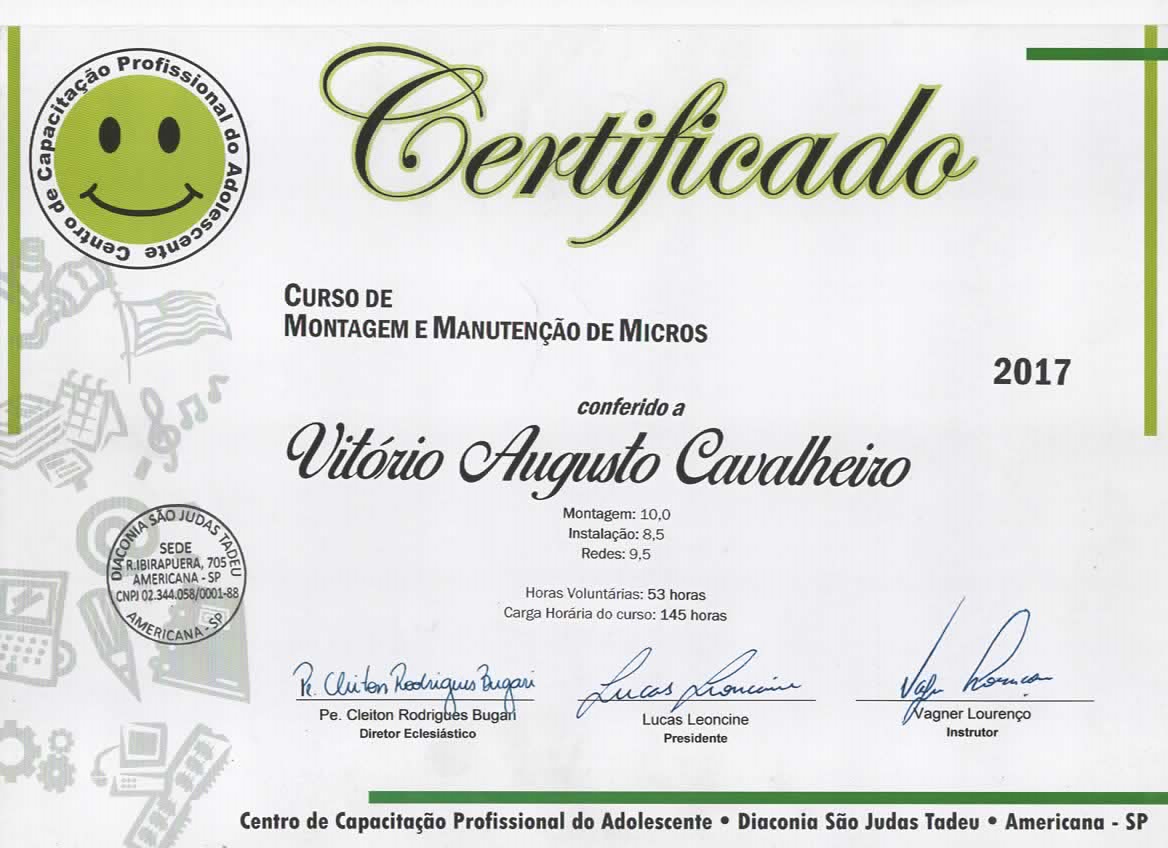 Centro de Capacitação Profissional do Adolescente
Certificado
CURSO DE
MONTAGEM E MANUTENÇÃO DE MICROS
2017
conferido a
Vitório Augusto Cavalheiro
Montagem: 10,0
Instalação: 8,5
Redes: 9,5
Horas Voluntárias: 53 horas
Carga Horária do curso: 145 horas
DIACONIA SÃO JUDAS TADEU
SEDE
R.IBIRAPUERA, 705
AMERICANA - SP
CNPJ 02.344.058/0001-88
AMERICANA - SP
Pe. Cleiton Rodrigues Bugari
Lucas Leoncine
Pe. Cleiton Rodrigues Bugari
Diretor Eclesiástico
Lucas Leoncine
Presidente
Vagner Lourenço
Instrutor
Centro de Capacitação Profissional do Adolescente • Diaconia São Judas Tadeu • Americana - SP